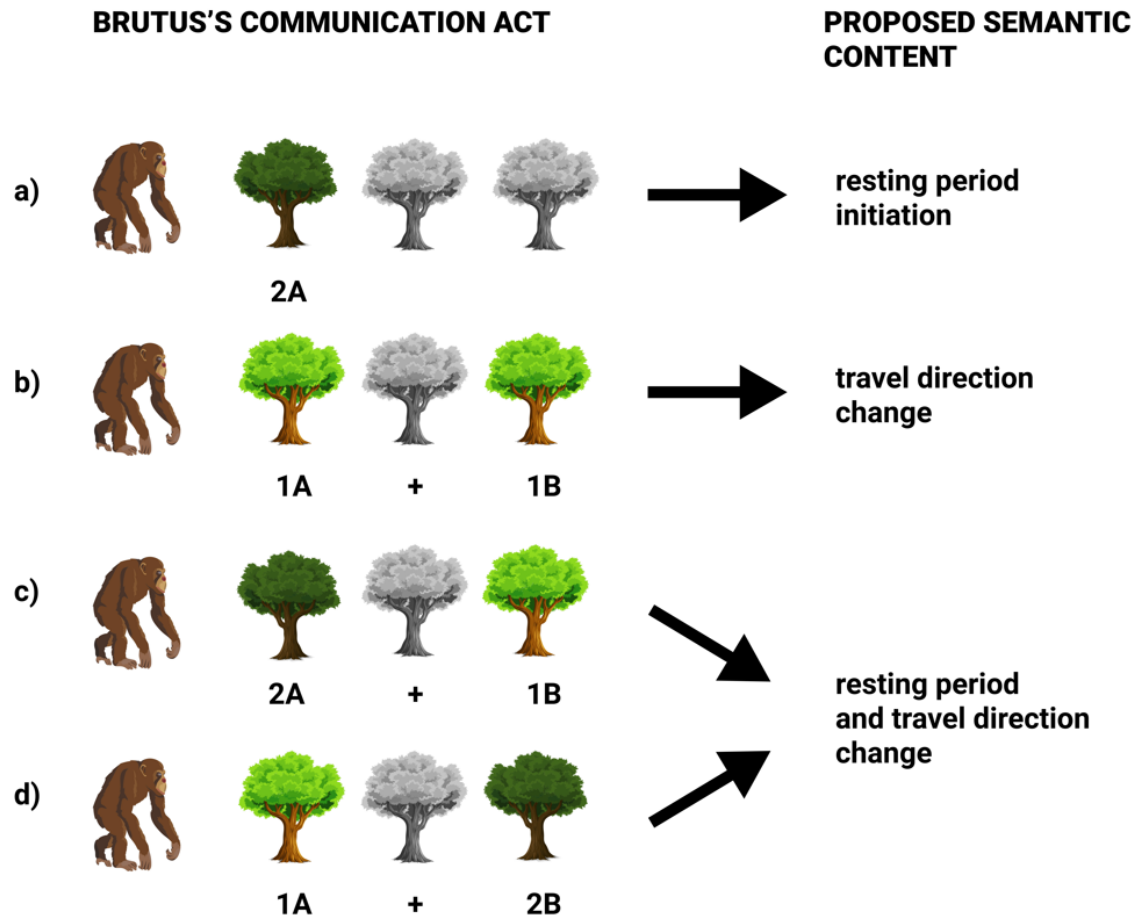 BRUTUS'S COMMUNICATION ACT
PROPOSED SEMANTIC
CONTENT
a)
resting period
initiation
2A
b)
travel direction
change
1A + 1B
c)
2A + 1B
resting period
and travel direction
change
d)
1A + 2B